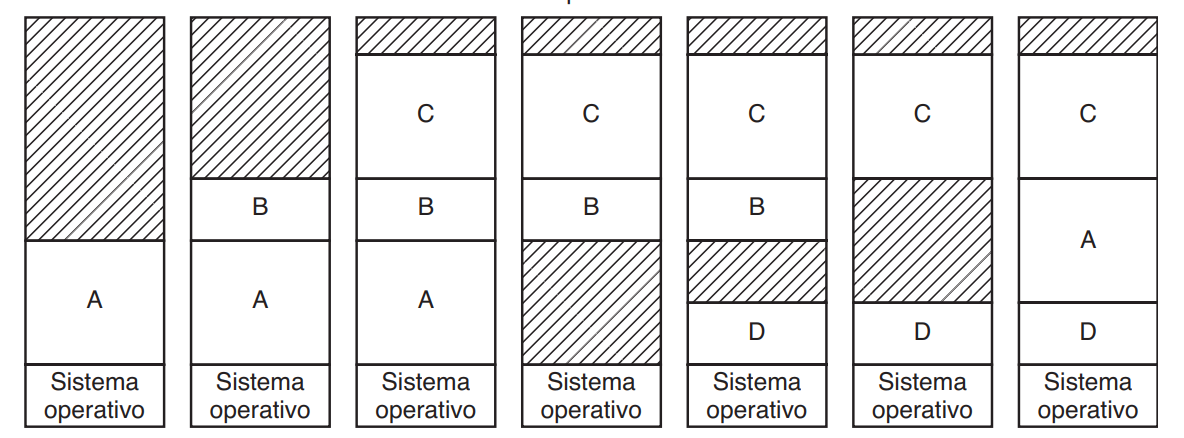 C C C C C
B B B B
A
A A A
D D D
Sistema operativo Sistema operativo Sistema operativo Sistema operativo Sistema operativo Sistema operativo Sistema operativo